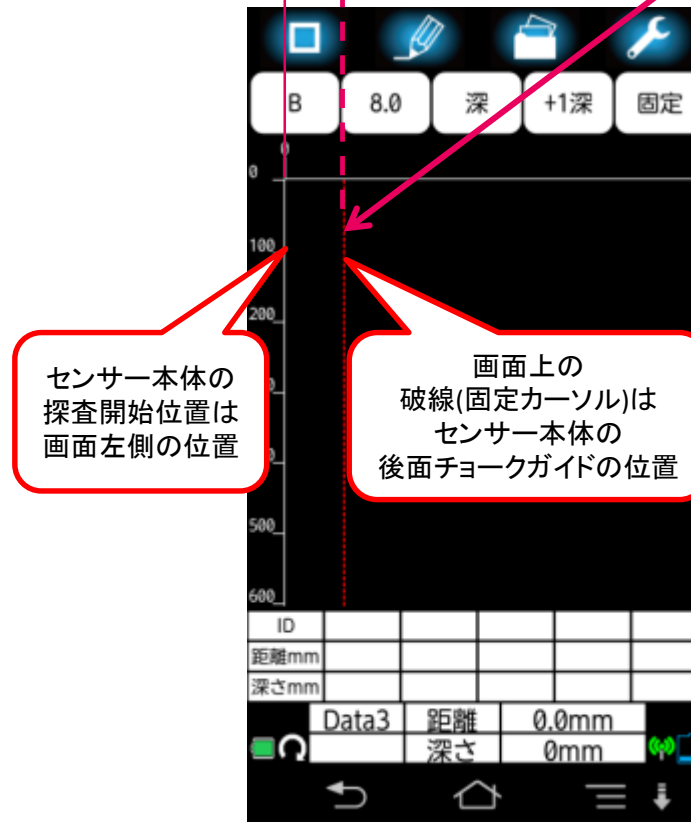 B 8.0 深 +1深 固定
0
0
100
200
センサー本体の
探査開始位置は
画面左側の位置
画面上の
破線(固定カーソル)は
センサー本体の
後面チョークガイドの位置
500
600
ID
距離mm
深さmm
Data3 距離 0.0mm
深さ 0mm